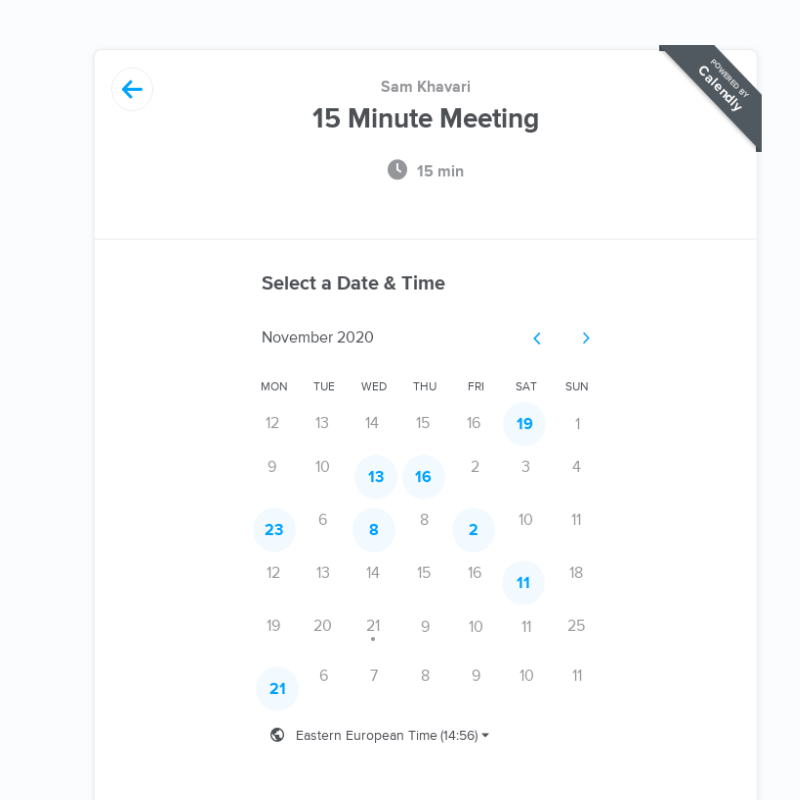 POWERED BY
Calendly
Sam Khavari
15 Minute Meeting
15 min
Select a Date & Time
November 2020
MON TUE WED THU FRI SAT SUN
12 13 14 15 16 19 1
9 10 13 16 2 3 4
23 6 8 8 2 10 11
12 13 14 15 16 11 18
19 20 21 9 10 11 25
21 6 7 8 9 10 11
Eastern European Time (14:56)